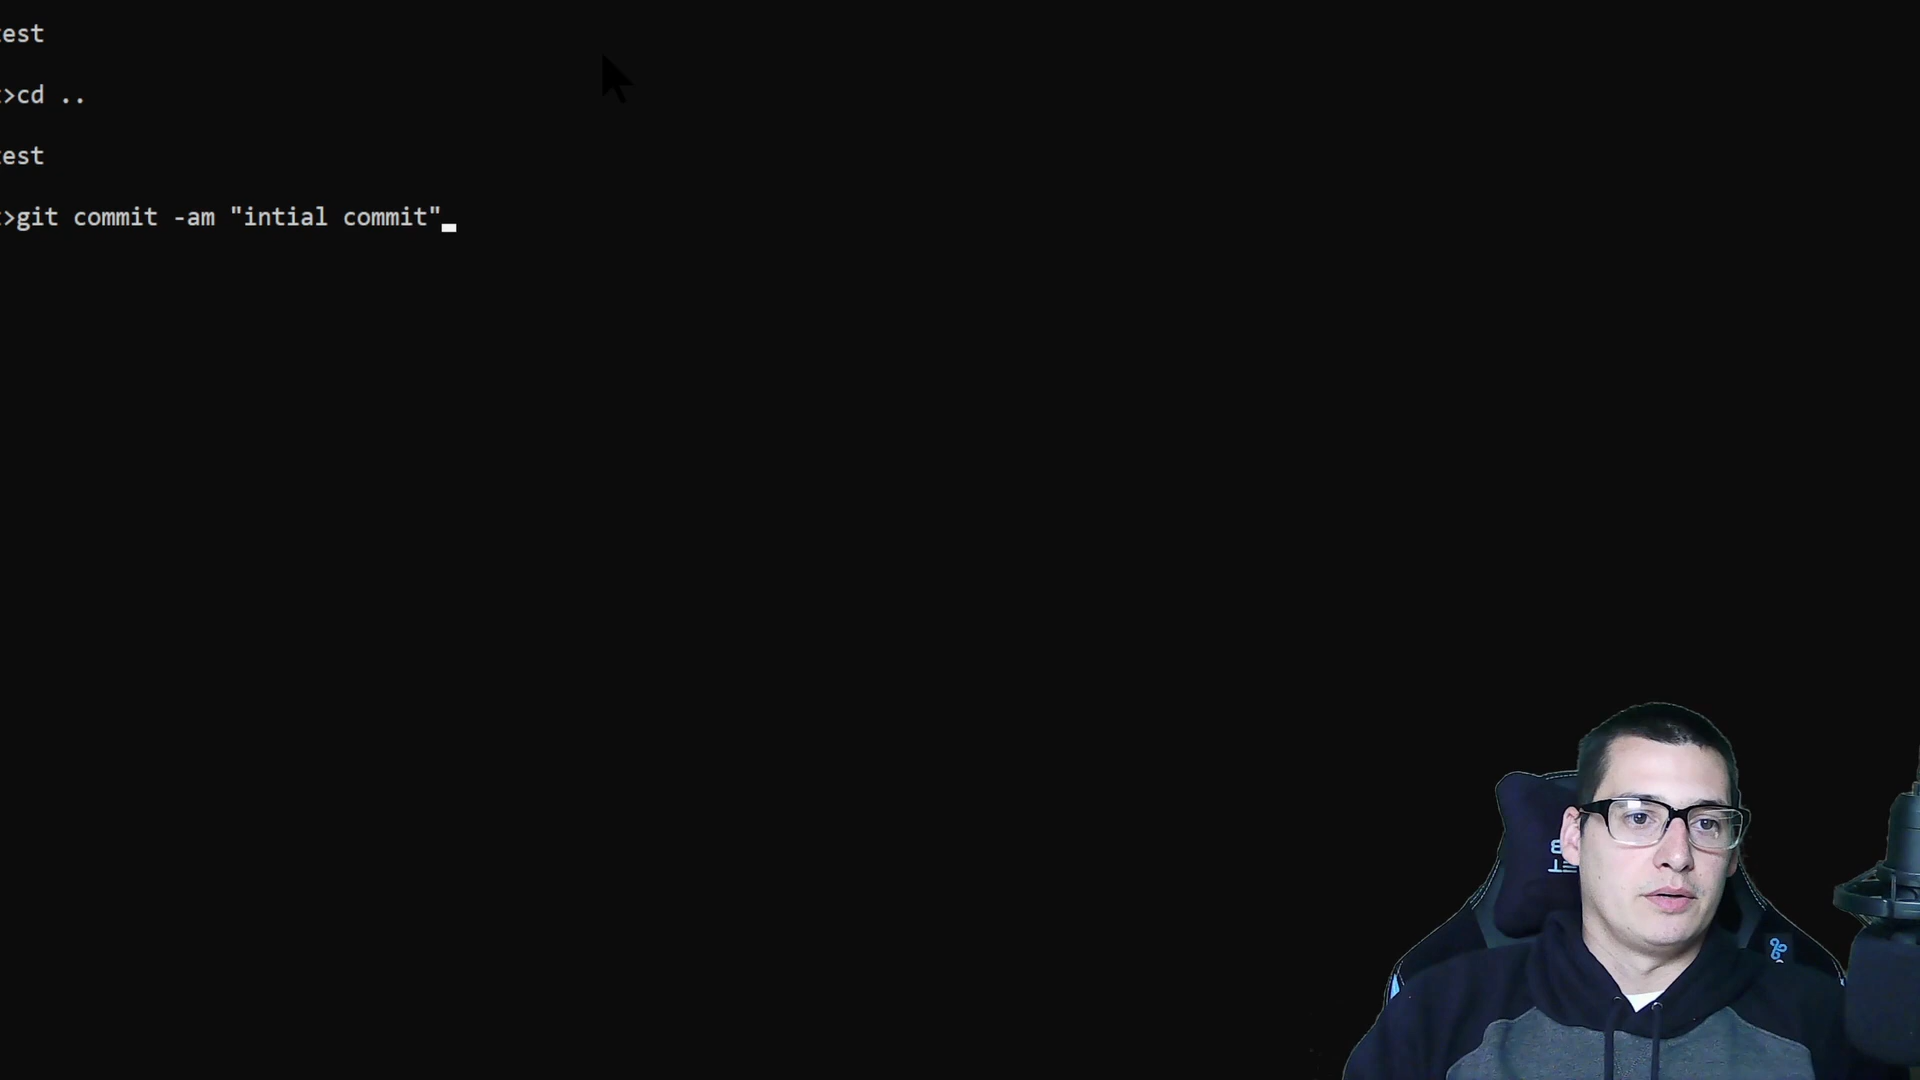 est
>cd ..
est
>git commit -am "intial commit"